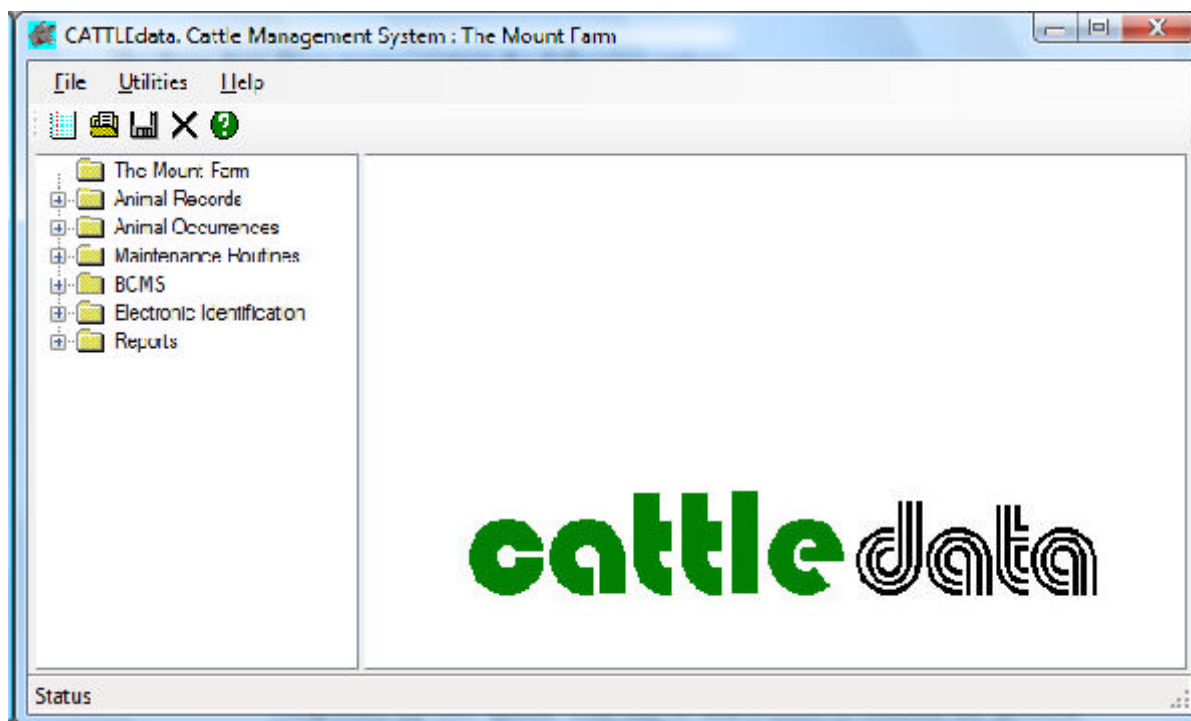 CATTLEdata. Cattle Management System : The Mount Farm
File Utilities Help
The Mount Farm
Animal Records
Animal Occurrences
Maintenance Routines
BCMS
Electronic Identification
Reports
cattle data
Status